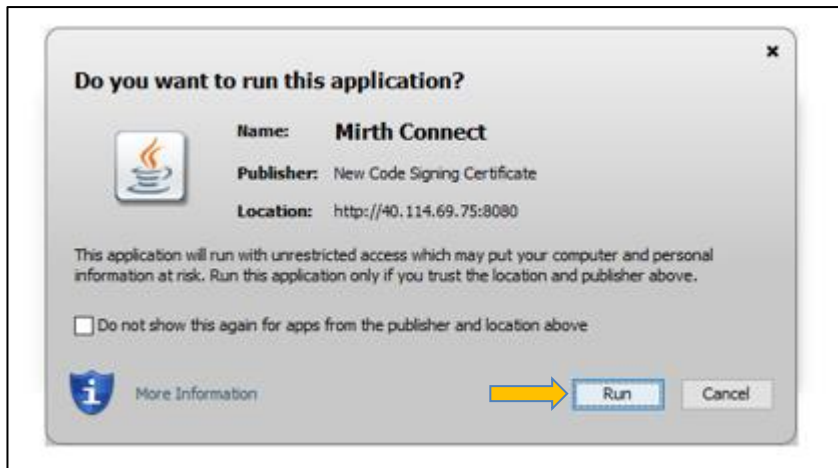 Do you want to run this application?
Name: Mirth Connect
Publisher: New Code Signing Certificate
Location: http://40.114.69.75:8080
This application will run with unrestricted access which may put your computer and personal
information at risk. Run this application only if you trust the location and publisher above.
Do not show this again for apps from the publisher and location above
More Information
Run
Cancel